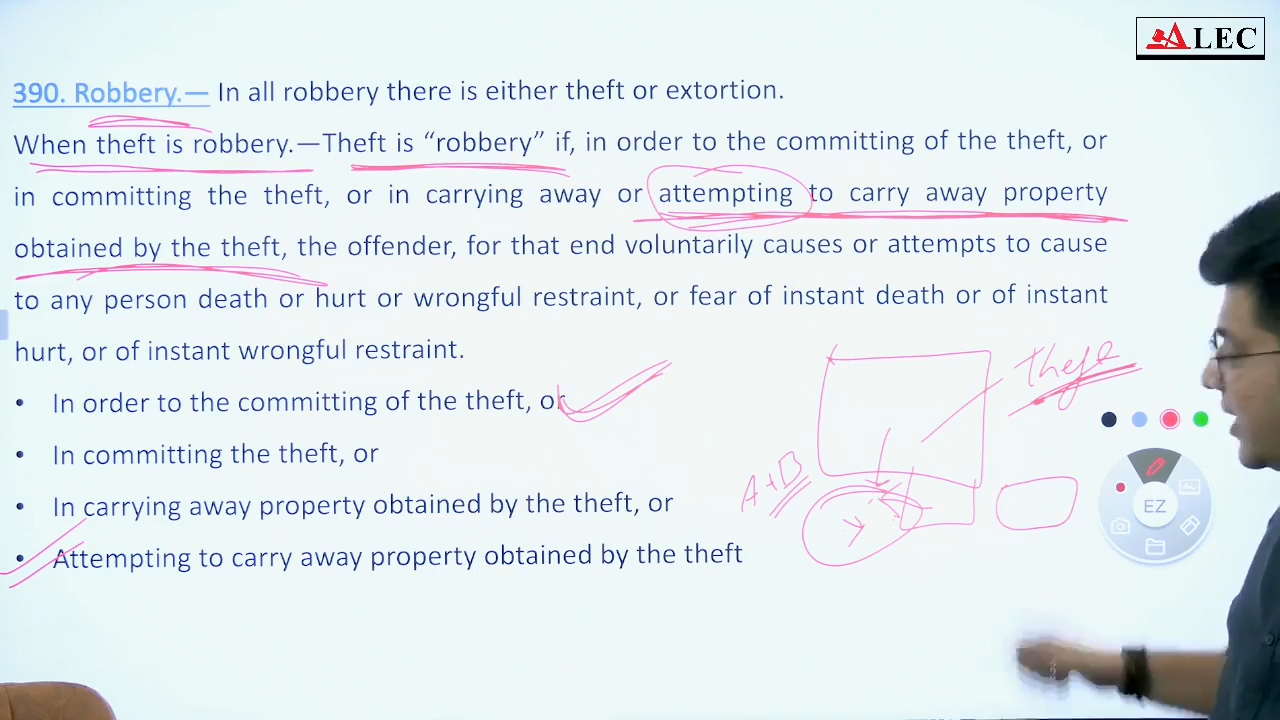 ALEC
390. Robbery.— In all robbery there is either theft or extortion.
When theft is robbery.—Theft is “robbery” if, in order to the committing of the theft, or
in committing the theft, or in carrying away or attempting to carry away property
obtained by the theft, the offender, for that end voluntarily causes or attempts to cause
to any person death or hurt or wrongful restraint, or fear of instant death or of instant
hurt, or of instant wrongful restraint.
• In order to the committing of the theft, or
• In committing the theft, or
• In carrying away property obtained by the theft, or
• Attempting to carry away property obtained by the theft
Theft
A + B
Y
EZ